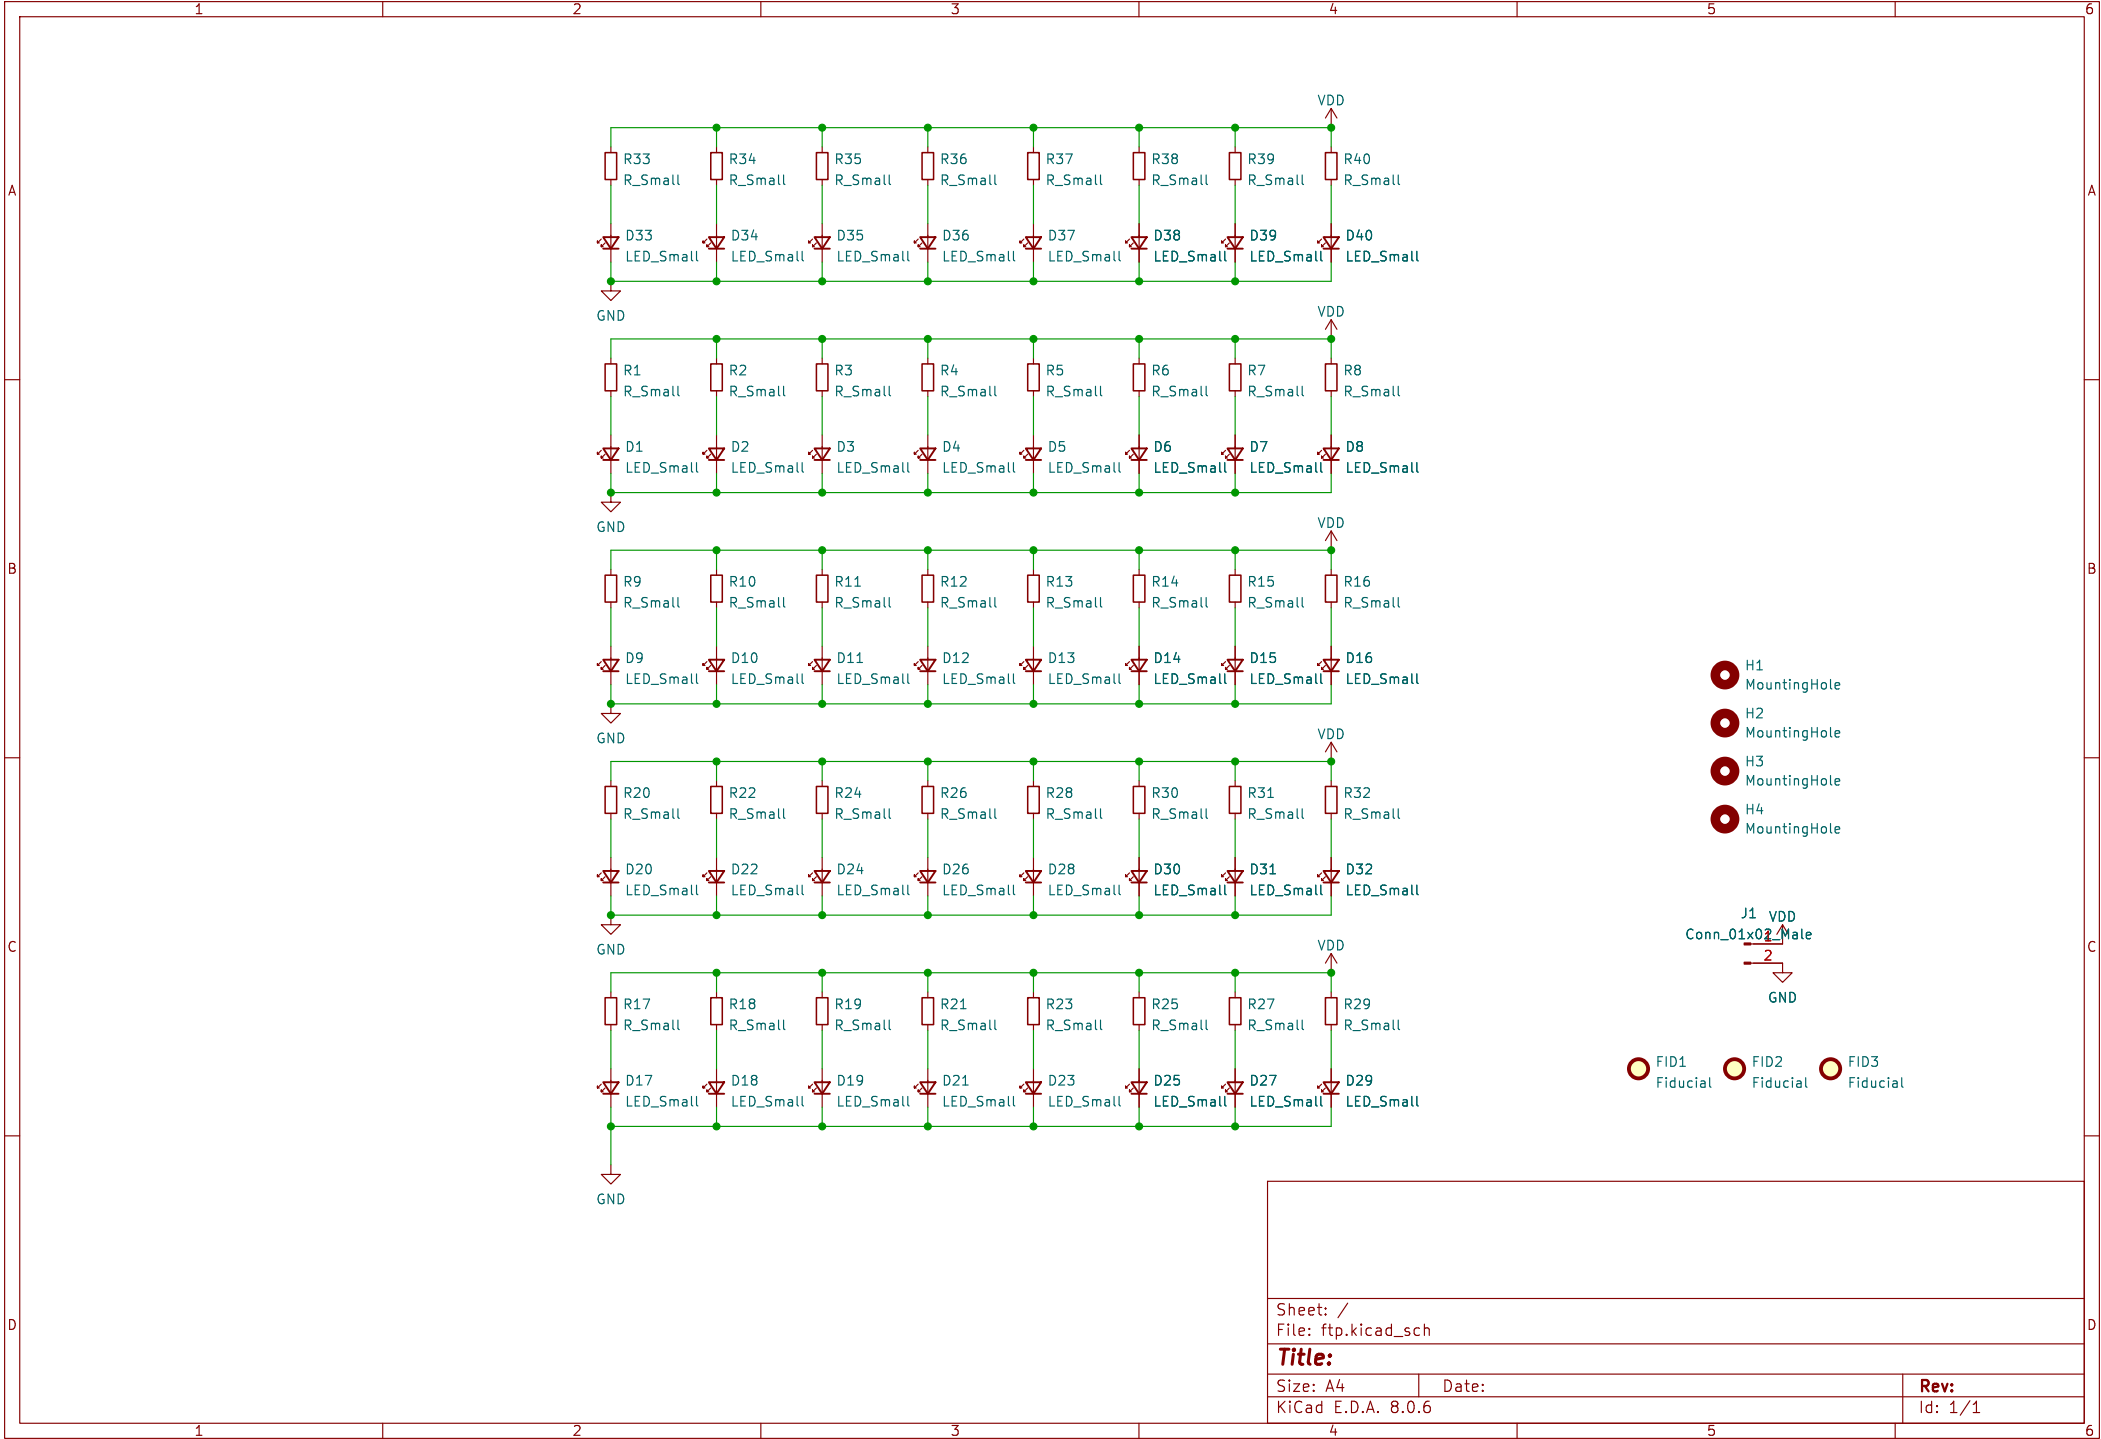 1 2 3 4 5 6
A A
B B
C C
D D
VDD
R33 R34 R35 R36 R37 R38 R39 R40
R_Small R_Small R_Small R_Small R_Small R_Small R_Small R_Small
D33 D34 D35 D36 D37 D38 D39 D40
LED_Small LED_Small LED_Small LED_Small LED_Small LED_Small LED_Small LED_Small
GND
VDD
R1 R2 R3 R4 R5 R6 R7 R8
R_Small R_Small R_Small R_Small R_Small R_Small R_Small R_Small
D1 D2 D3 D4 D5 D6 D7 D8
LED_Small LED_Small LED_Small LED_Small LED_Small LED_Small LED_Small LED_Small
GND
VDD
R9 R10 R11 R12 R13 R14 R15 R16
R_Small R_Small R_Small R_Small R_Small R_Small R_Small R_Small
D9 D10 D11 D12 D13 D14 D15 D16
LED_Small LED_Small LED_Small LED_Small LED_Small LED_Small LED_Small LED_Small
GND
VDD
R20 R22 R24 R26 R28 R30 R31 R32
R_Small R_Small R_Small R_Small R_Small R_Small R_Small R_Small
D20 D22 D24 D26 D28 D30 D31 D32
LED_Small LED_Small LED_Small LED_Small LED_Small LED_Small LED_Small LED_Small
GND
VDD
R17 R18 R19 R21 R23 R25 R27 R29
R_Small R_Small R_Small R_Small R_Small R_Small R_Small R_Small
D17 D18 D19 D21 D23 D25 D27 D29
LED_Small LED_Small LED_Small LED_Small LED_Small LED_Small LED_Small LED_Small
GND
H1
MountingHole
H2
MountingHole
H3
MountingHole
H4
MountingHole
J1 VDD
Conn_01x02_Male
1
2
GND
FID1 FID2 FID3
Fiducial Fiducial Fiducial
Sheet: /
File: ftp.kicad_sch
Title:
Size: A4 Date: Rev:
KiCad E.D.A. 8.0.6 Id: 1/1
1 2 3 4 5 6